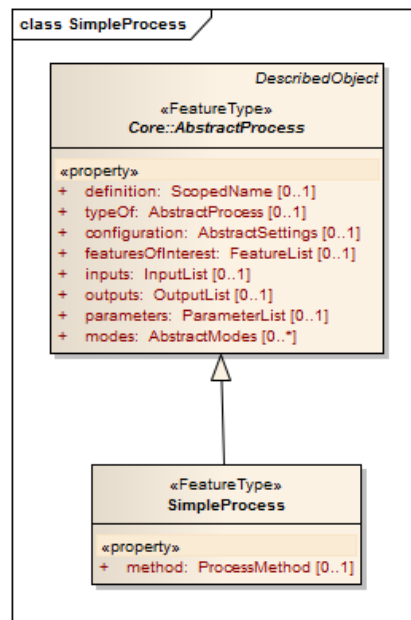 class SimpleProcess
DescribedObject
«FeatureType»
Core::AbstractProcess
«property»
+ definition: ScopedName [0..1]
+ typeOf: AbstractProcess [0..1]
+ configuration: AbstractSettings [0..1]
+ featuresOfInterest: FeatureList [0..1]
+ inputs: InputList [0..1]
+ outputs: OutputList [0..1]
+ parameters: ParameterList [0..1]
+ modes: AbstractModes [0..*]
«FeatureType»
SimpleProcess
«property»
+ method: ProcessMethod [0..1]